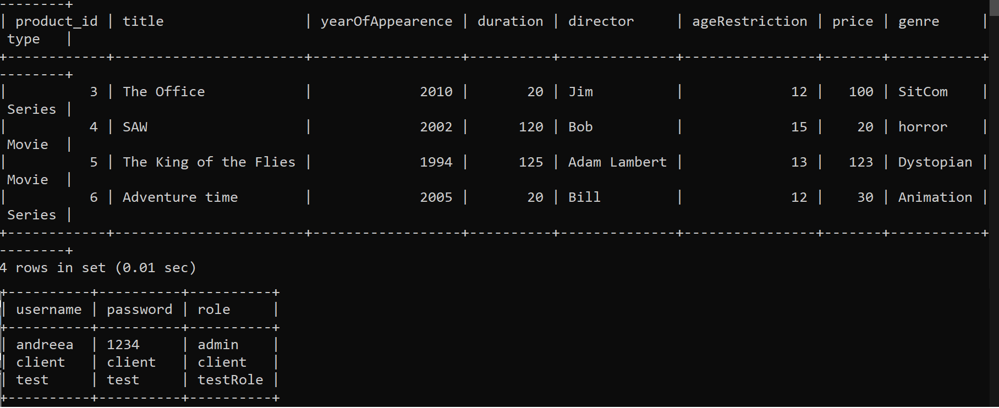 --------+
| product_id | title                 | yearOfAppearence | duration | director     | ageRestriction | price | genre     |
 type   |
+------------+-----------------------+------------------+----------+--------------+----------------+-------+-----------+
--------+
|          3 | The Office            |             2010 |       20 | Jim          |             12 |   100 | SitCom    |
 Series |
|          4 | SAW                   |             2002 |      120 | Bob          |             15 |    20 | horror    |
 Movie  |
|          5 | The King of the Flies |             1994 |      125 | Adam Lambert |             13 |   123 | Dystopian |
 Movie  |
|          6 | Adventure time        |             2005 |       20 | Bill         |             12 |    30 | Animation |
 Series |
+------------+-----------------------+------------------+----------+--------------+----------------+-------+-----------+
--------+
4 rows in set (0.01 sec)
+----------+----------+----------+
| username | password | role     |
+----------+----------+----------+
| andreea  | 1234     | admin    |
| client   | client   | client   |
| test     | test     | testRole |
+----------+----------+----------+